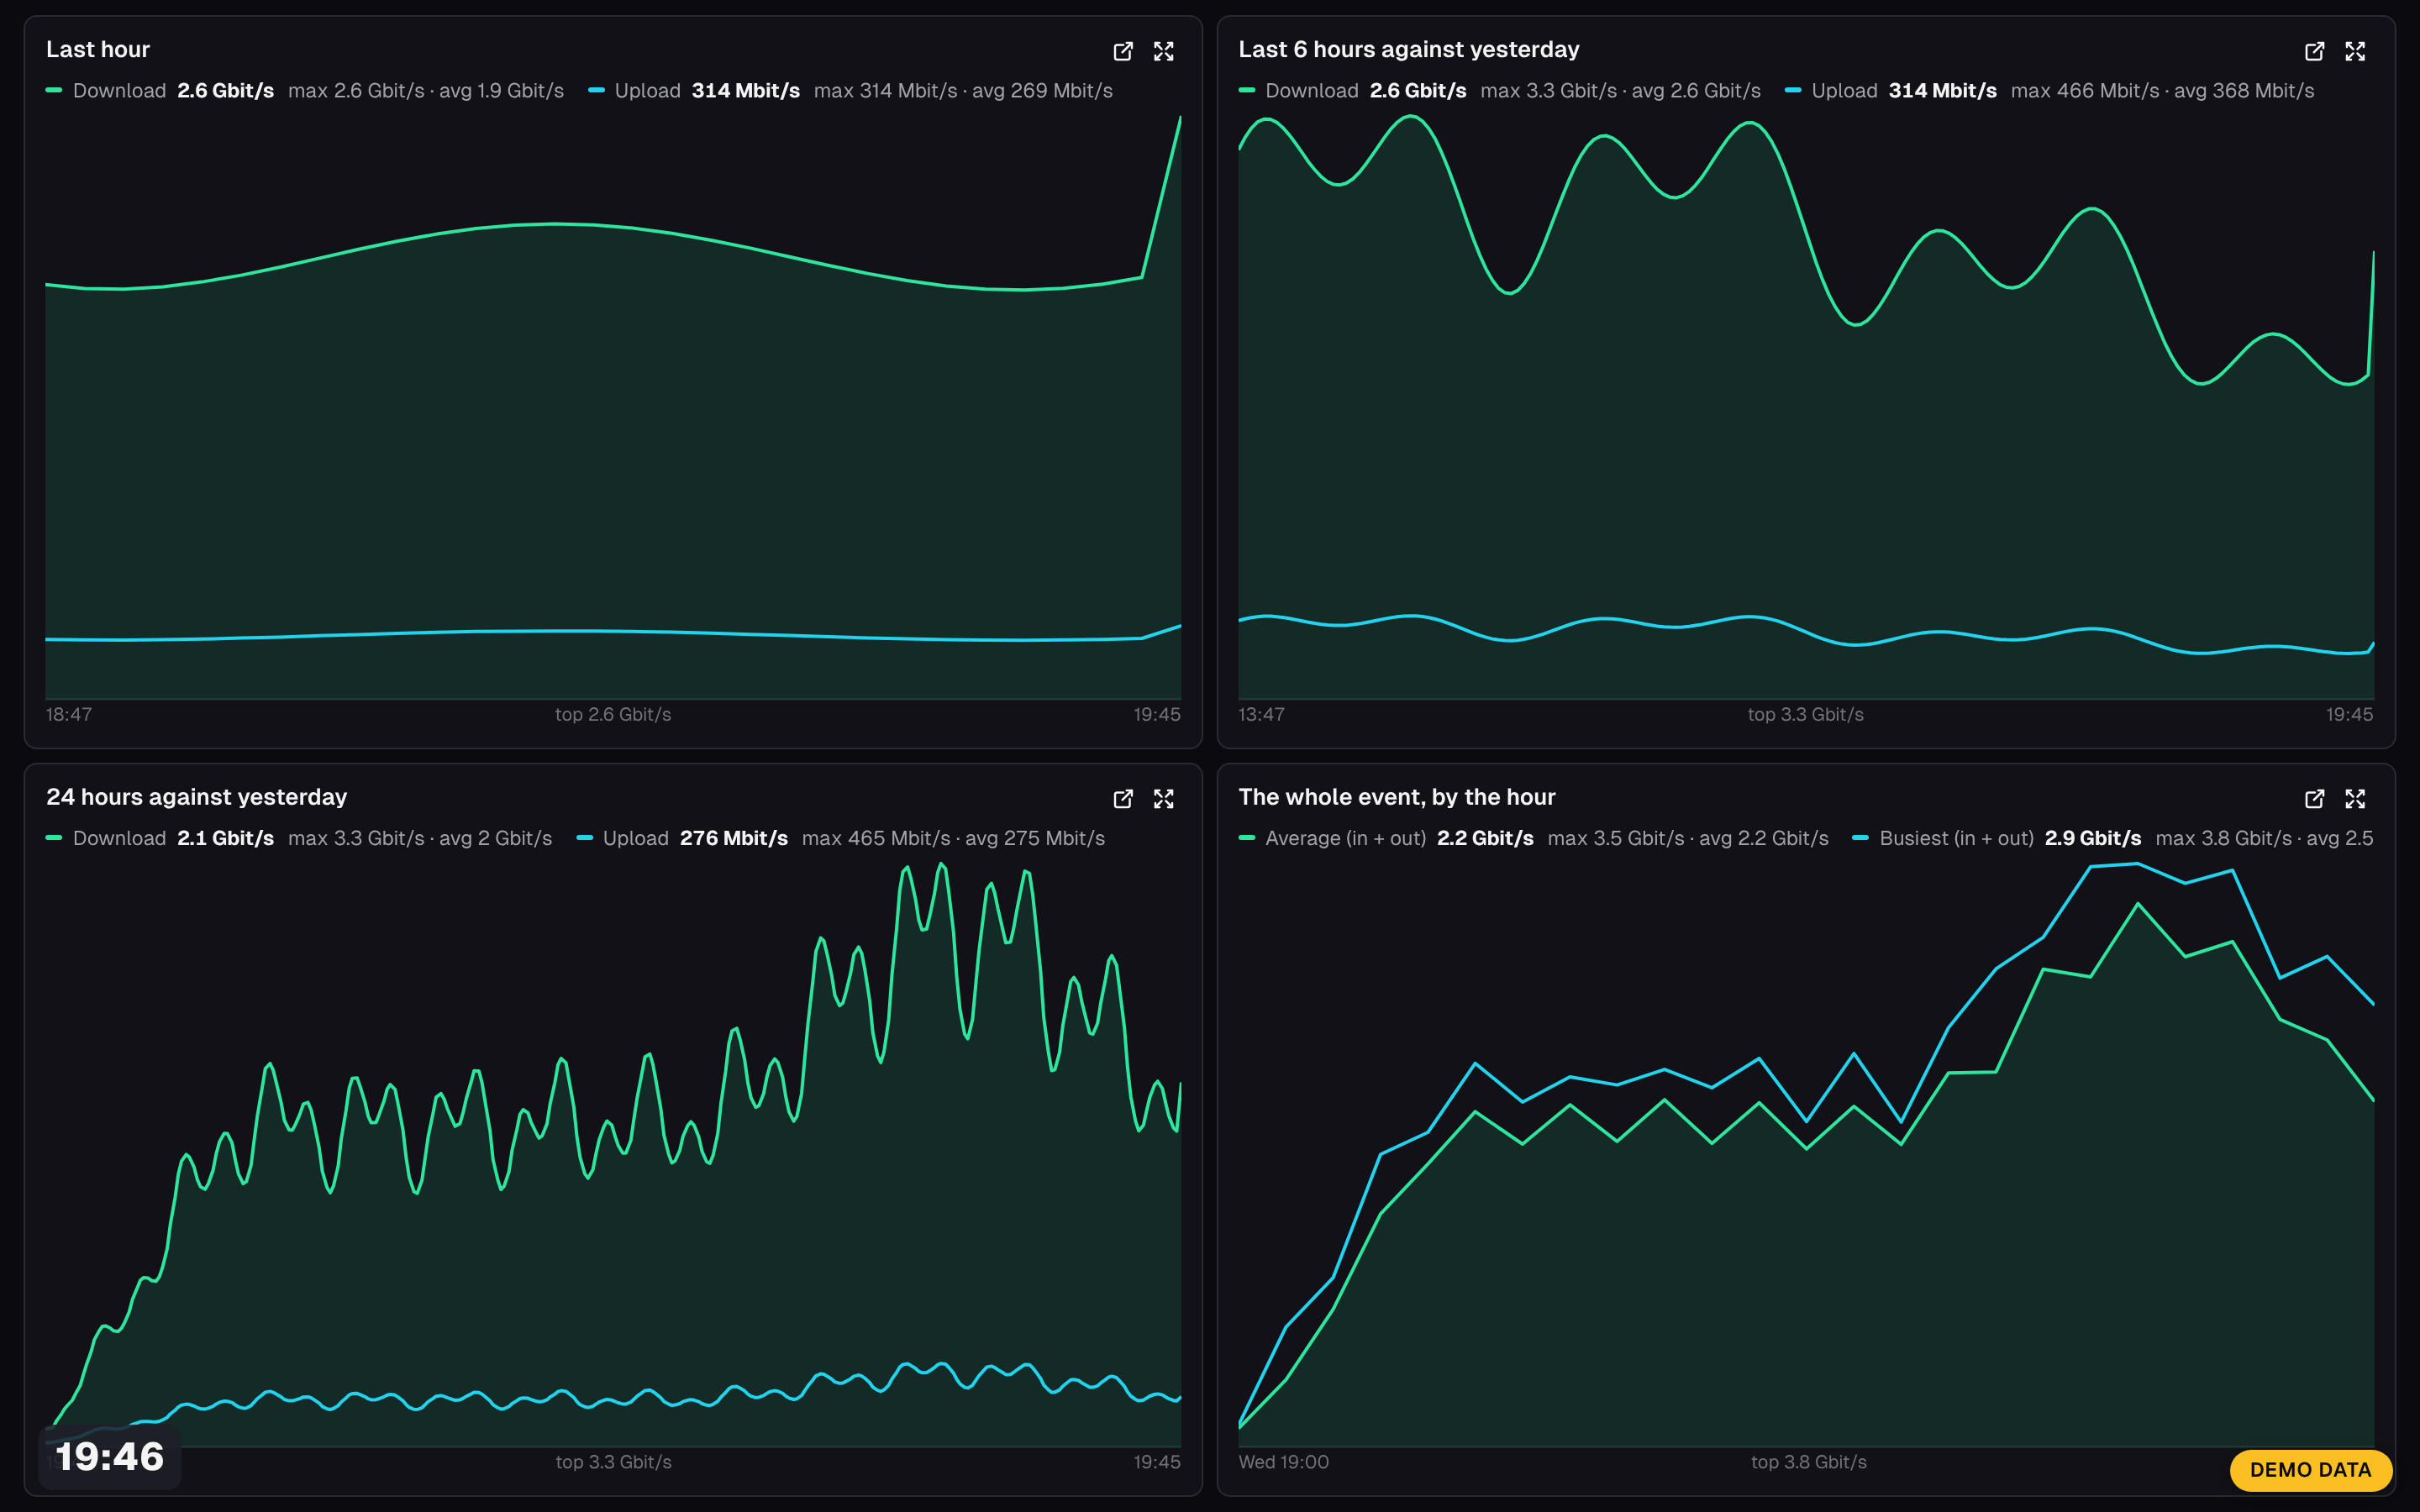 Last hour
Download 2.6 Gbit/s max 2.6 Gbit/s · avg 1.9 Gbit/s Upload 314 Mbit/s max 314 Mbit/s · avg 269 Mbit/s
18:47 top 2.6 Gbit/s 19:45
Last 6 hours against yesterday
Download 2.6 Gbit/s max 3.3 Gbit/s · avg 2.6 Gbit/s Upload 314 Mbit/s max 466 Mbit/s · avg 368 Mbit/s
13:47 top 3.3 Gbit/s 19:45
24 hours against yesterday
Download 2.1 Gbit/s max 3.3 Gbit/s · avg 2 Gbit/s Upload 276 Mbit/s max 465 Mbit/s · avg 275 Mbit/s
19:46 top 3.3 Gbit/s 19:45
The whole event, by the hour
Average (in + out) 2.2 Gbit/s max 3.5 Gbit/s · avg 2.2 Gbit/s Busiest (in + out) 2.9 Gbit/s max 3.8 Gbit/s · avg 2.5
Wed 19:00 top 3.8 Gbit/s
DEMO DATA